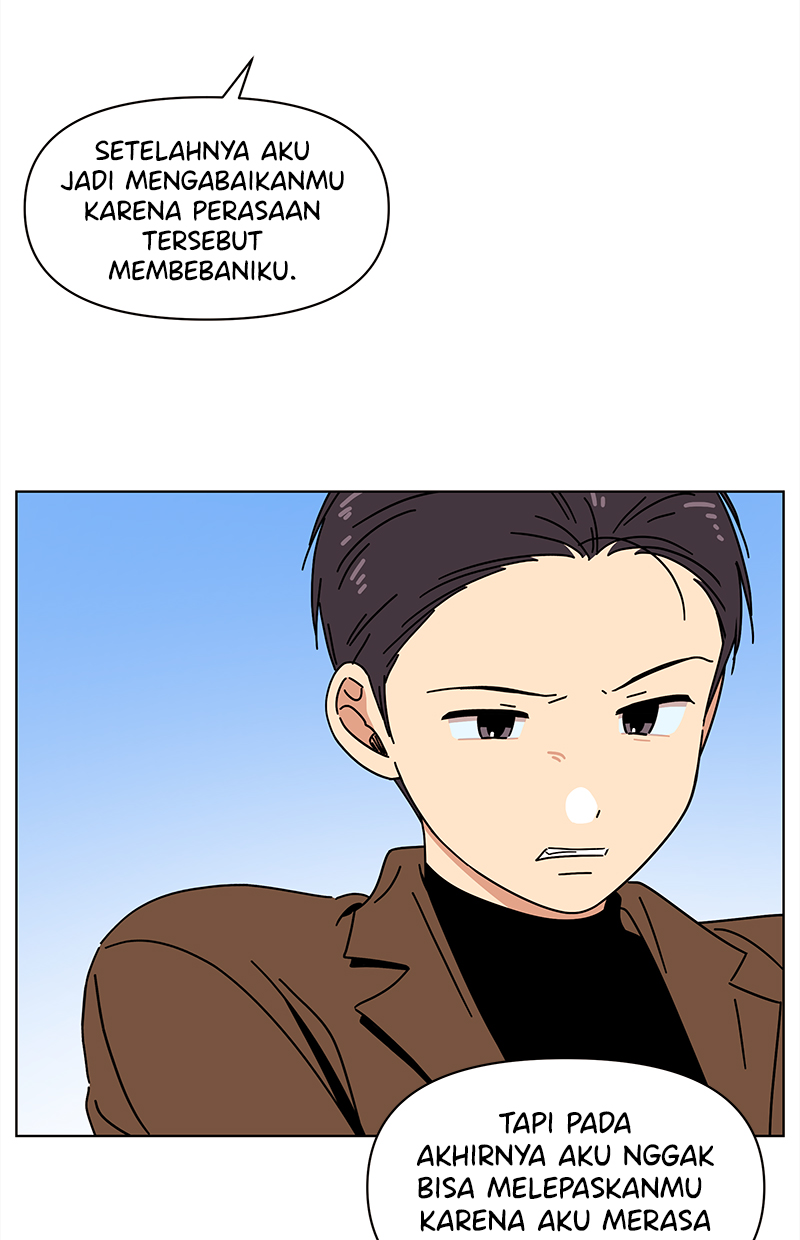 SETELAHNYA AKU
JADI MENGABAIKANMU
KARENA PERASAAN
TERSEBUT
MEMBEBANIKU.
TAPI PADA
AKHIRNYA AKU NGGAK
BISA MELEPASKANMU
KARENA AKU MERASA